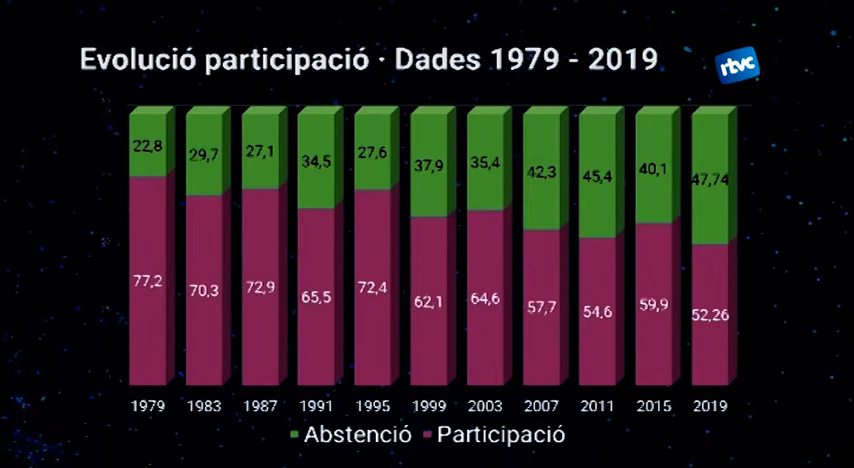 Evolució participació · Dades 1979 - 2019
rtvc
22,8 29,7 27,1 34,5 27,6 37,9 35,4 42,3 45,4 40,1 47,74
77,2 70,3 72,9 65,5 72,4 62,1 64,6 57,7 54,6 59,9 52,26
1979 1983 1987 1991 1995 1999 2003 2007 2011 2015 2019
Abstenció Participació